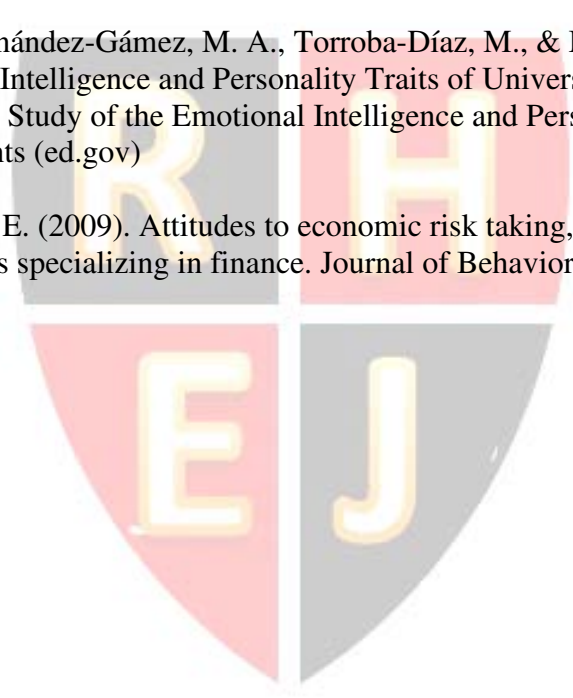 nández-Gámez, M. A., Torroba-Díaz, M., &
Intelligence and Personality Traits of Univers
Study of the Emotional Intelligence and Pers
nts (ed.gov)
E. (2009). Attitudes to economic risk taking,
s specializing in finance. Journal of Behavior
R H
E J